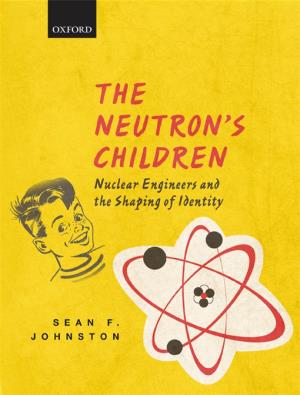 OXFORD
THE
NEUTRON'S
CHILDREN
Nuclear Engineers and
the Shaping of Identity
SEAN F.
JOHNSTON